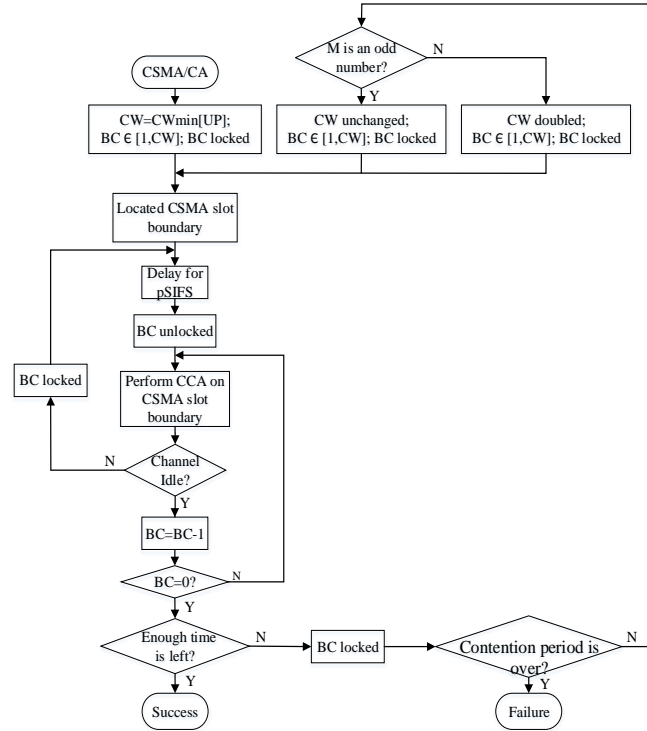 M is an odd
number?
N
Y
CSMA/CA
CW=CWmin[UP];
BC ∈ [1,CW]; BC locked
CW unchanged;
BC ∈ [1,CW]; BC locked
CW doubled;
BC ∈ [1,CW]; BC locked
Located CSMA slot
boundary
Delay for
pSIFS
BC unlocked
BC locked
Perform CCA on
CSMA slot
boundary
N
Channel
Idle?
Y
BC=BC-1
BC=0?
N
Y
Enough time
is left?
N
BC locked
Contention period is
over?
N
Y
Y
Success
Failure